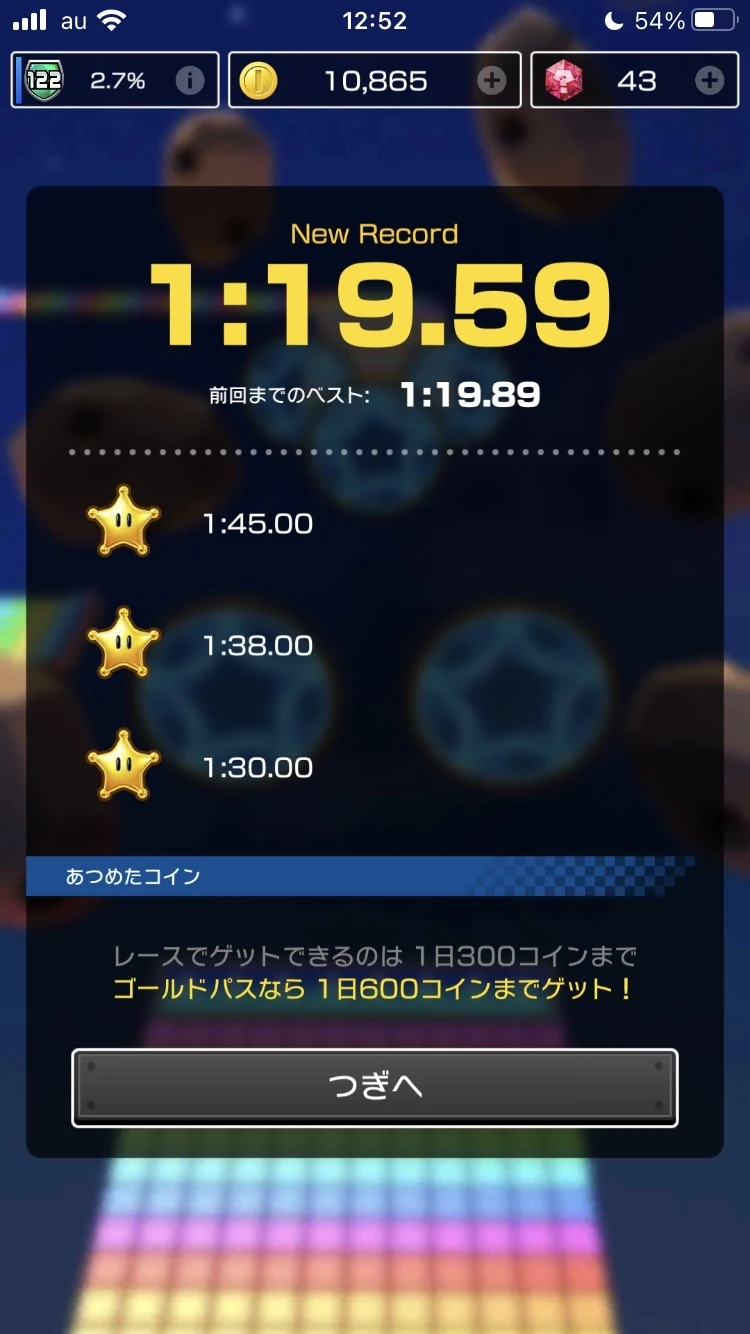 au 12:52 54%
122 2.7% i 10,865 + ? 43 +
New Record
1:19.59
前回までのベスト: 1:19.89
1:45.00
1:38.00
1:30.00
あつめたコイン
レースでゲットできるのは 1日300コインまで
ゴールドパスなら 1日600コインまでゲット！
つぎへ